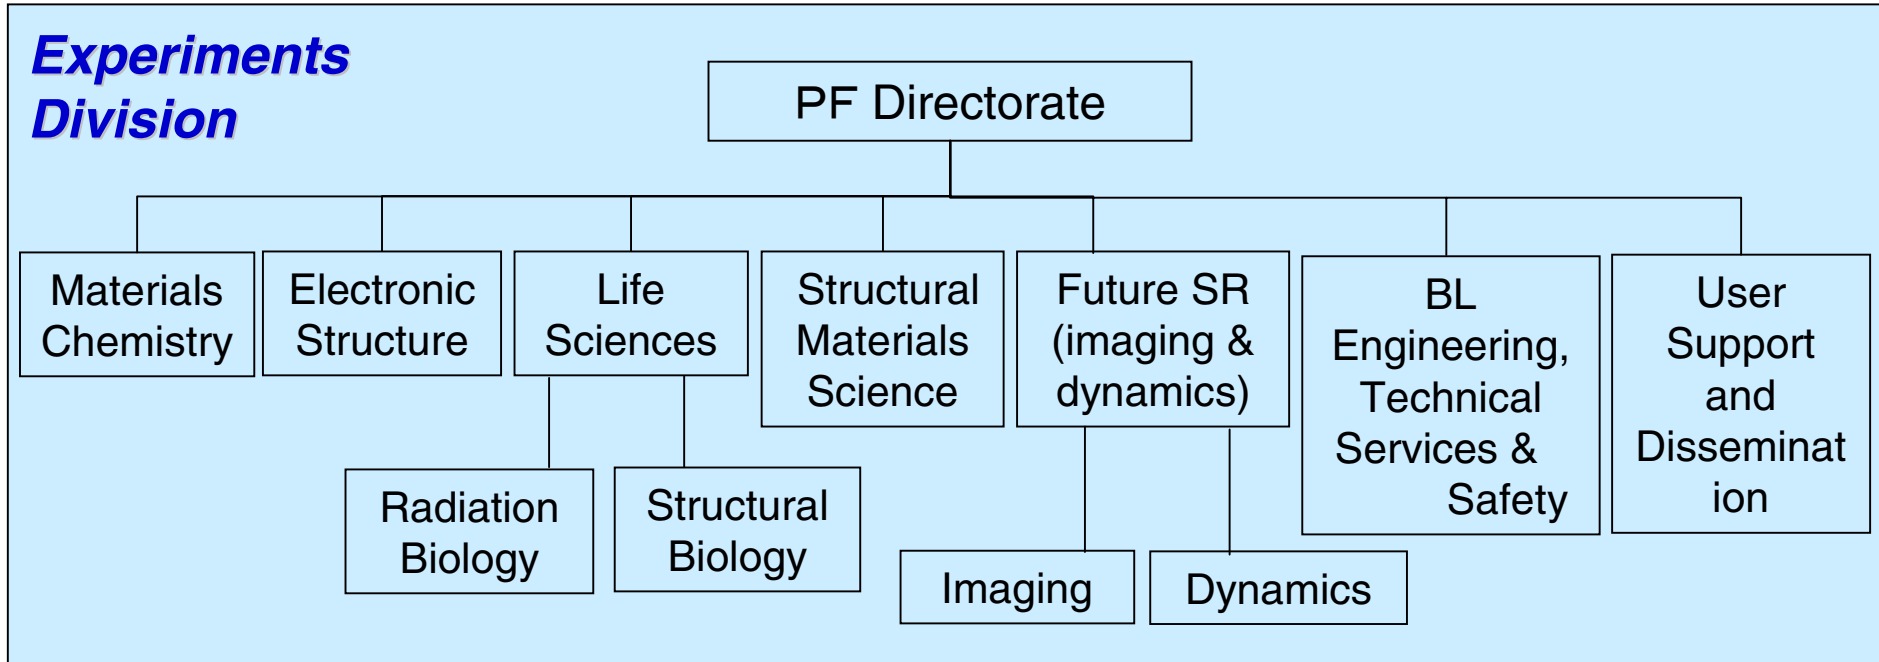 Experiments
Division
PF Directorate
Materials
Chemistry
Electronic
Structure
Life
Sciences
Structural
Materials
Science
Future SR
(imaging &
dynamics)
BL
Engineering,
Technical
Services &
Safety
User
Support
and
Disseminat
ion
Radiation
Biology
Structural
Biology
Imaging
Dynamics